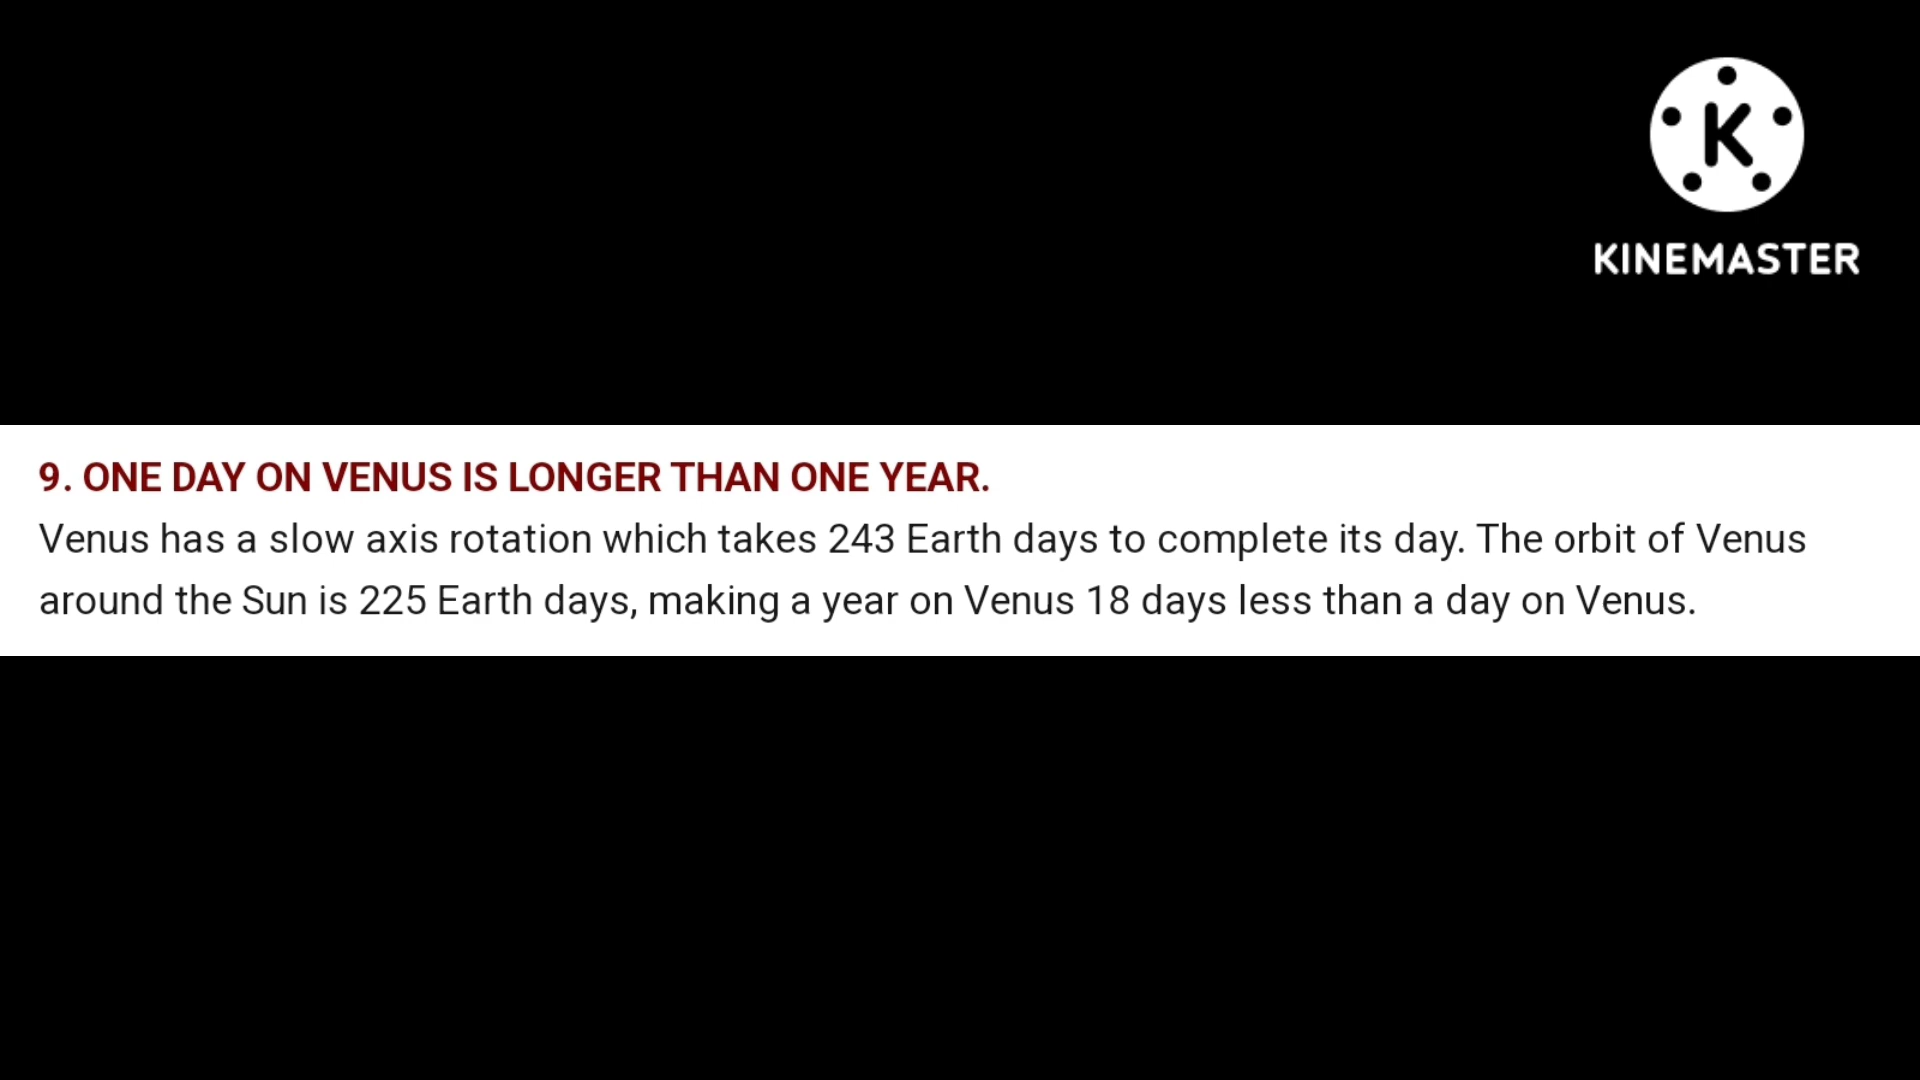 K
KINEMASTER
9. ONE DAY ON VENUS IS LONGER THAN ONE YEAR.
Venus has a slow axis rotation which takes 243 Earth days to complete its day. The orbit of Venus
around the Sun is 225 Earth days, making a year on Venus 18 days less than a day on Venus.